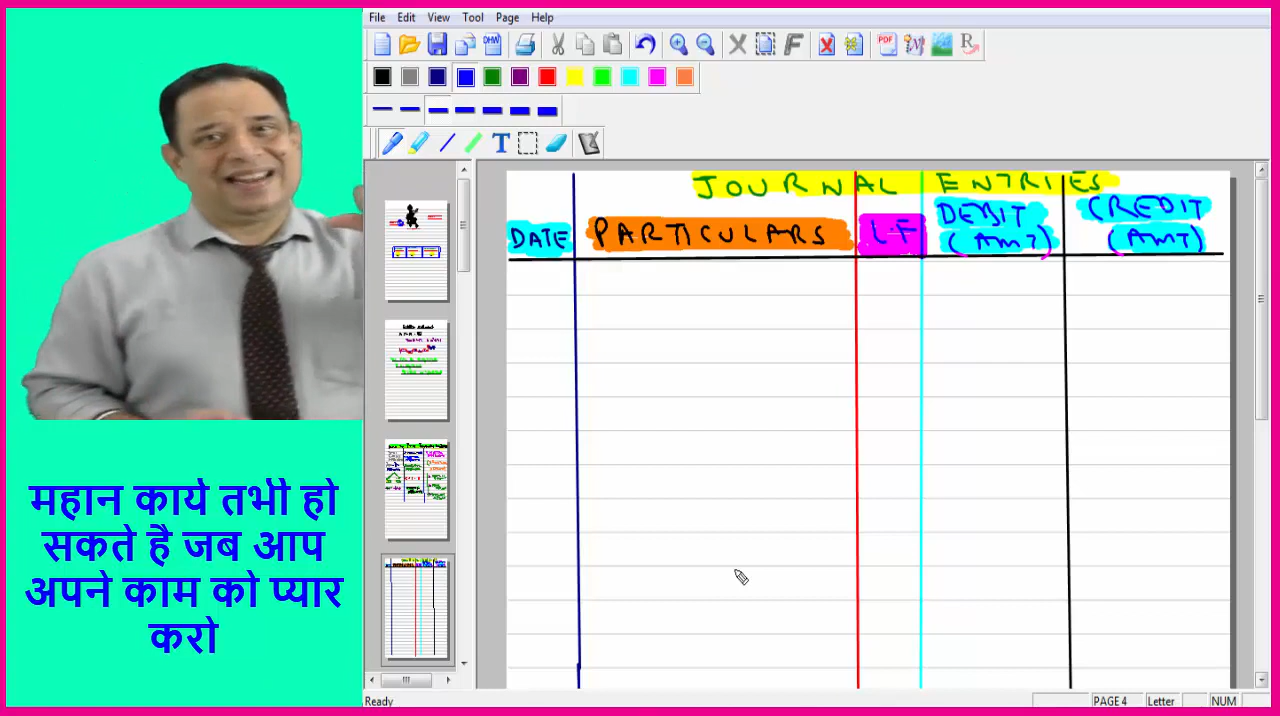 File Edit View Tool Page Help
PDF
JOURNAL ENTRIES
DATE PARTICULARS LF DEBIT (AMT) CREDIT (AMT)
महान कार्य तभी हो
सकते है जब आप
अपने काम को प्यार
करो
Ready PAGE 4 Letter NUM